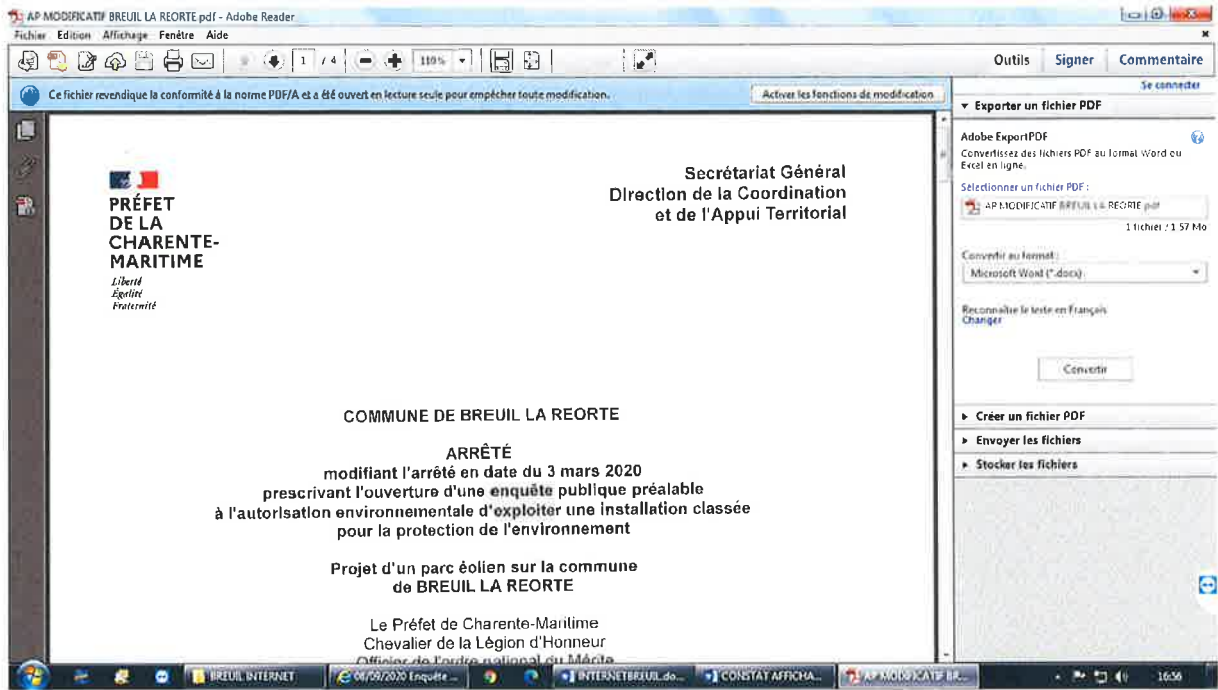 AP MODIFICATIF BREUIL LA REORTE pdf - Adobe Reader
Fichier Edition Affichage Fenêtre Aide
1 / 4 110% Outils Signer Commentaire
Ce fichier revendique la conformité à la norme PDF/A et a été ouvert en lecture seule pour empêcher toute modification.
Activer les fonctions de modification
Se connecter
Exporter un fichier PDF
Adobe ExportPDF
Convertissez des fichiers PDF au format Word ou
Excel en ligne.
Sélectionner un fichier PDF :
AP MODIFICATIF BREUIL LA REORTE pdf
1 fichier / 1 57 Mo
Convertir au format :
Microsoft Word (*.docx)
Reconnaître le texte en Français
Changer
Convertir
Créer un fichier PDF
Envoyer les fichiers
Stocker les fichiers
PRÉFET
DE LA
CHARENTE-
MARITIME
Liberté
Égalité
Fraternité
Secrétariat Général
Direction de la Coordination
et de l'Appui Territorial
COMMUNE DE BREUIL LA REORTE
ARRÊTÉ
modifiant l'arrêté en date du 3 mars 2020
prescrivant l'ouverture d'une enquête publique préalable
à l'autorisation environnementale d'exploiter une installation classée
pour la protection de l'environnement
Projet d'un parc éolien sur la commune
de BREUIL LA REORTE
Le Préfet de Charente-Maritime
Chevalier de la Légion d'Honneur
Officier de l'ordre national du Mérite
BREUIL INTERNET 08/09/2020 Enquête ... INTERNETBREUIL.do... CONSTAT AFFICHA... AP MODIFICATIF BR... 16:56